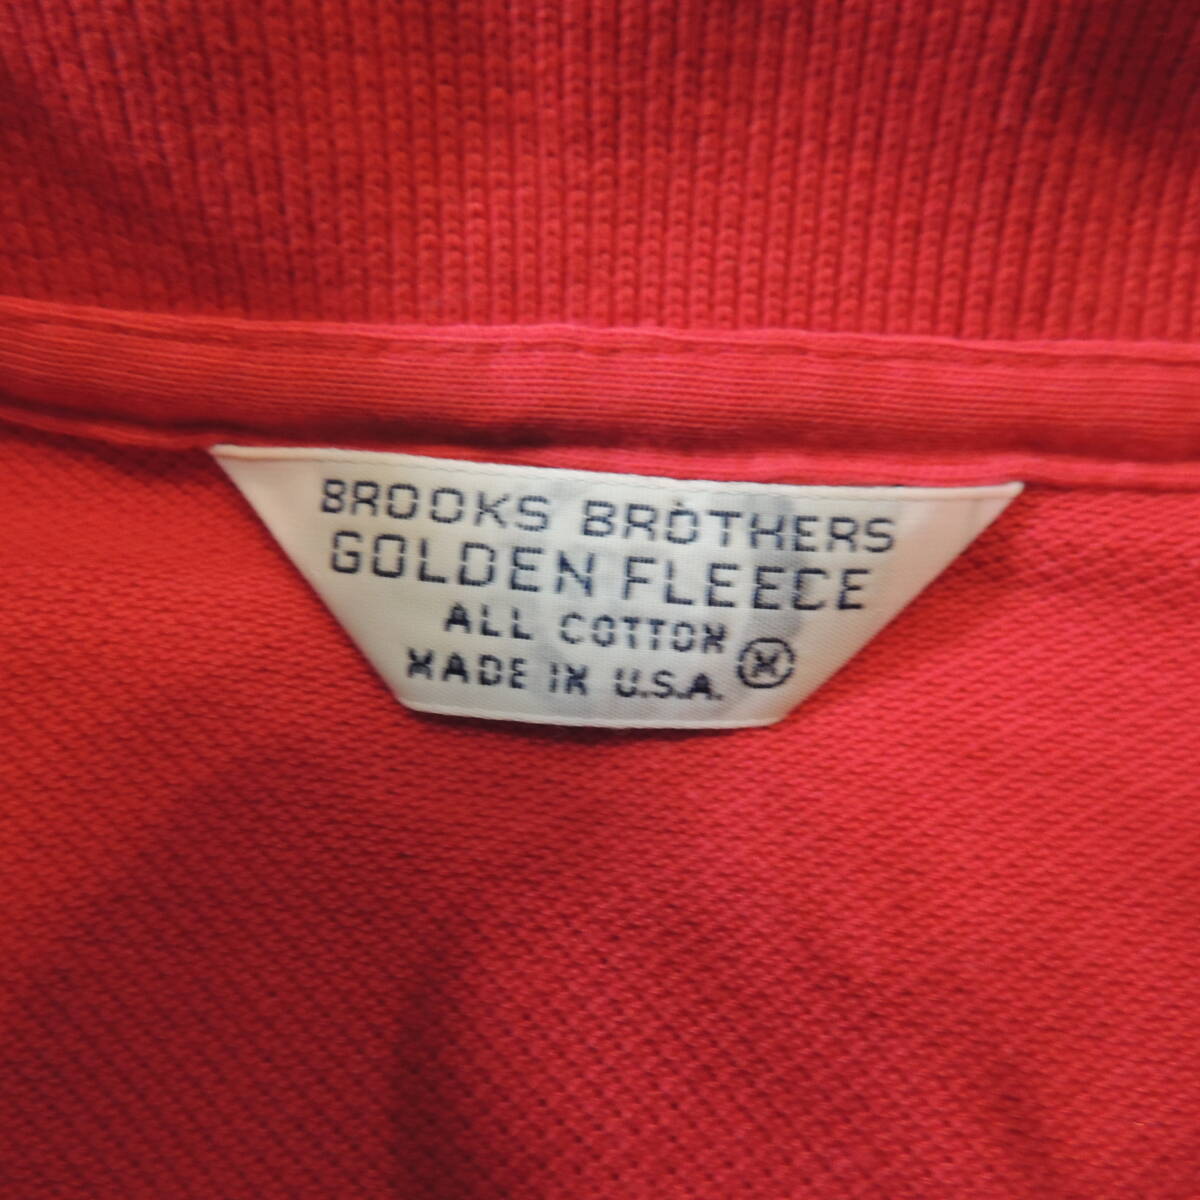 BROOKS BROTHERS
GOLDEN FLEECE
ALL COTTON
MADE IN U.S.A. M